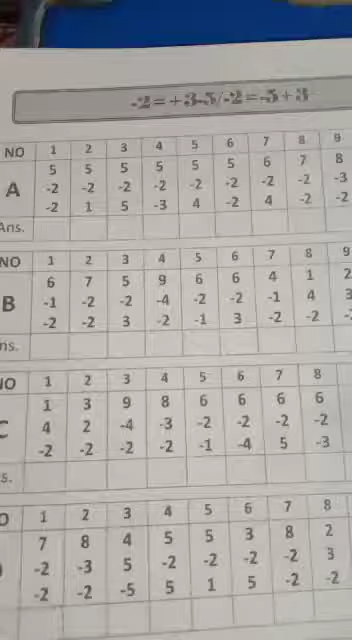 -2=+3-5/-2=-5+3
NO 1 2 3 4 5 6 7 8 9
5 5 5 5 5 5 6 7 8
A -2 -2 -2 -2 -2 -2 -2 -2 -3
-2 1 5 -3 4 -2 4 -2 -2
Ans.
NO 1 2 3 4 5 6 7 8 9
6 7 5 9 6 6 4 1 2
B -1 -2 -2 -4 -2 -2 -1 4 3
-2 -2 3 -2 -1 3 -2 -2
ns.
NO 1 2 3 4 5 6 7 8
1 3 9 8 6 6 6 6
C 4 2 -4 -3 -2 -2 -2 -2
-2 -2 -2 -2 -1 -4 5 -3
s.
O 1 2 3 4 5 6 7 8
7 8 4 5 5 3 8 2
-2 -3 5 -2 -2 -2 -2 3
-2 -2 -5 5 1 5 -2 -2